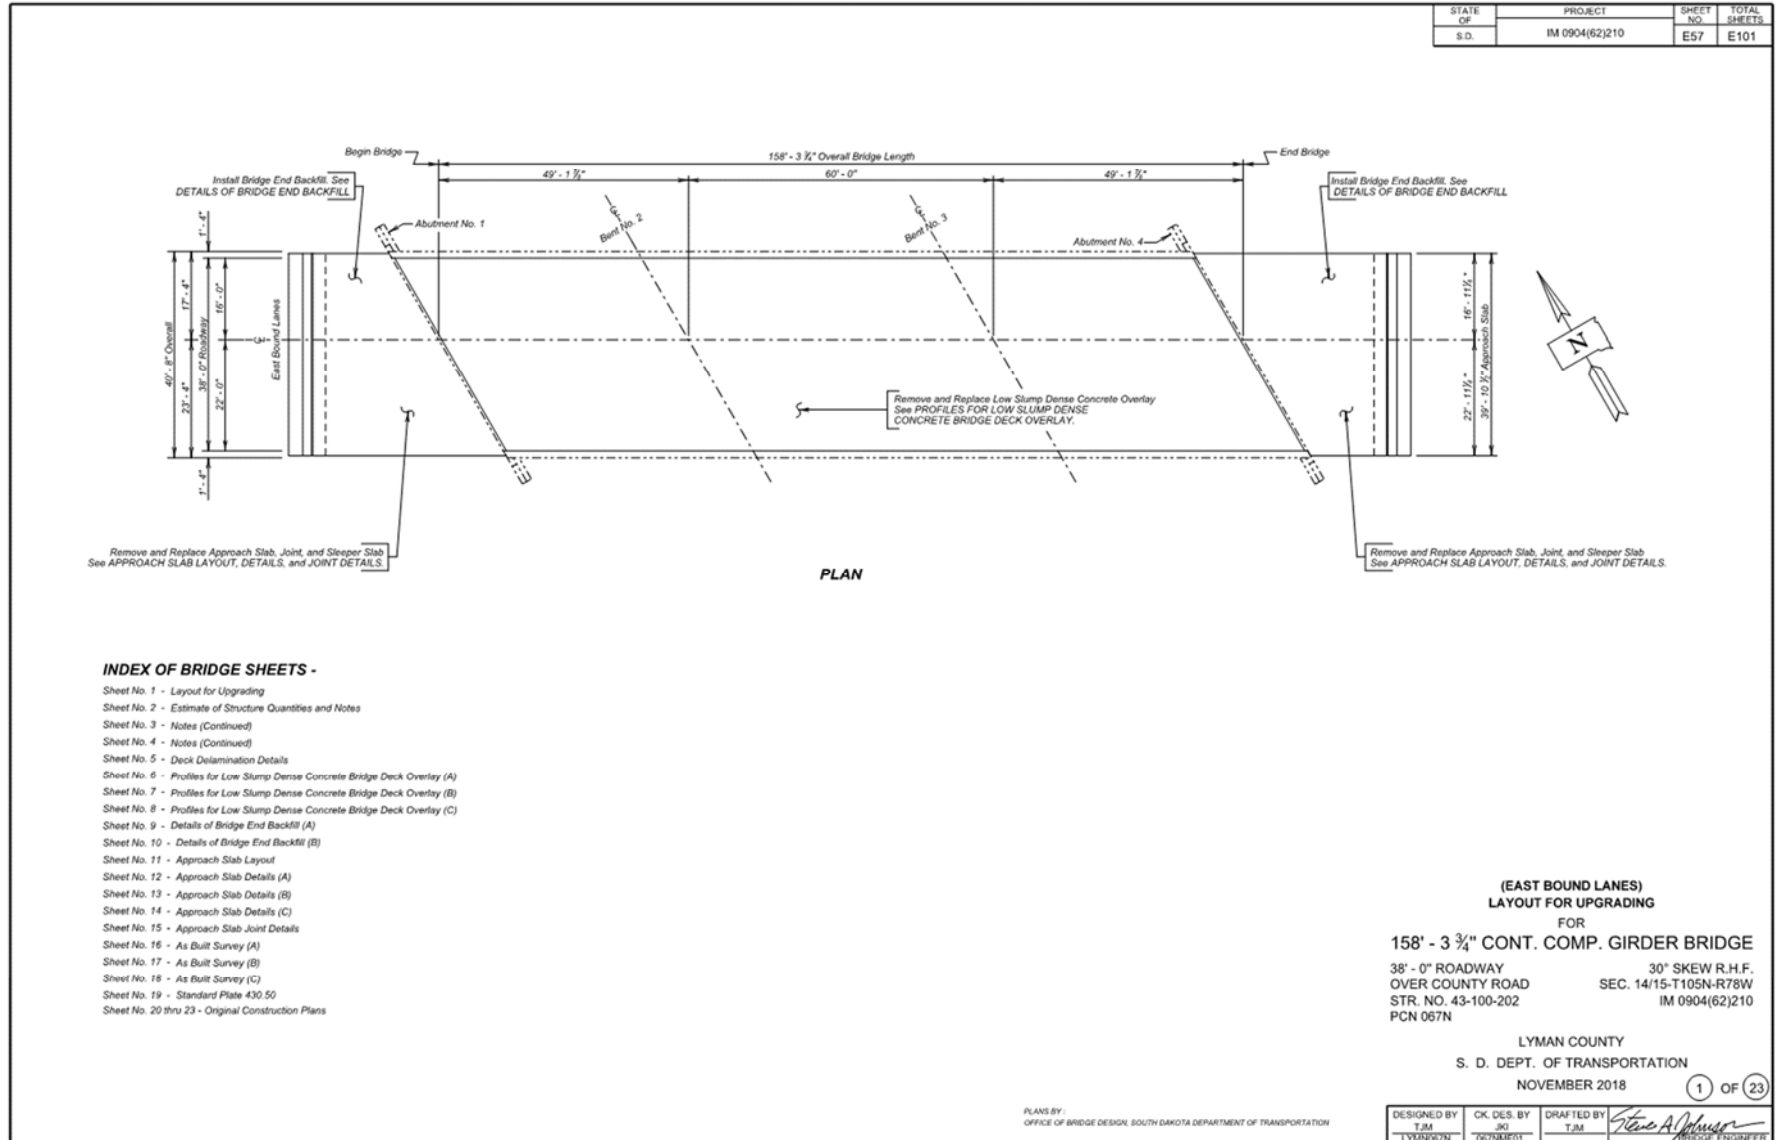 STATE OF
PROJECT
SHEET NO.
TOTAL SHEETS
S.D.
IM 0904(62)210
E57
E101
Begin Bridge
158' - 3 ¾" Overall Bridge Length
End Bridge
49' - 1 ⅞"
60' - 0"
49' - 1 ⅞"
Install Bridge End Backfill. See
DETAILS OF BRIDGE END BACKFILL
Install Bridge End Backfill. See
DETAILS OF BRIDGE END BACKFILL
Abutment No. 1
℄ Bent No. 2
℄ Bent No. 3
Abutment No. 4
1' - 4"
40' - 8" Overall
17' - 4"
23' - 4"
38' - 0" Roadway
16' - 0"
22' - 0"
1' - 4"
East Bound Lanes
℄
16' - 11¼"
22' - 11¼"
39' - 10 ½" Approach Slab
N
Remove and Replace Low Slump Dense Concrete Overlay
See PROFILES FOR LOW SLUMP DENSE
CONCRETE BRIDGE DECK OVERLAY.
Remove and Replace Approach Slab, Joint, and Sleeper Slab
See APPROACH SLAB LAYOUT, DETAILS, and JOINT DETAILS.
Remove and Replace Approach Slab, Joint, and Sleeper Slab
See APPROACH SLAB LAYOUT, DETAILS, and JOINT DETAILS.
PLAN
INDEX OF BRIDGE SHEETS -
Sheet No. 1 - Layout for Upgrading
Sheet No. 2 - Estimate of Structure Quantities and Notes
Sheet No. 3 - Notes (Continued)
Sheet No. 4 - Notes (Continued)
Sheet No. 5 - Deck Delamination Details
Sheet No. 6 - Profiles for Low Slump Dense Concrete Bridge Deck Overlay (A)
Sheet No. 7 - Profiles for Low Slump Dense Concrete Bridge Deck Overlay (B)
Sheet No. 8 - Profiles for Low Slump Dense Concrete Bridge Deck Overlay (C)
Sheet No. 9 - Details of Bridge End Backfill (A)
Sheet No. 10 - Details of Bridge End Backfill (B)
Sheet No. 11 - Approach Slab Layout
Sheet No. 12 - Approach Slab Details (A)
Sheet No. 13 - Approach Slab Details (B)
Sheet No. 14 - Approach Slab Details (C)
Sheet No. 15 - Approach Slab Joint Details
Sheet No. 16 - As Built Survey (A)
Sheet No. 17 - As Built Survey (B)
Sheet No. 18 - As Built Survey (C)
Sheet No. 19 - Standard Plate 430.50
Sheet No. 20 thru 23 - Original Construction Plans
(EAST BOUND LANES)
LAYOUT FOR UPGRADING
FOR
158' - 3 ¾" CONT. COMP. GIRDER BRIDGE
38' - 0" ROADWAY 30° SKEW R.H.F.
OVER COUNTY ROAD SEC. 14/15-T105N-R78W
STR. NO. 43-100-202 IM 0904(62)210
PCN 067N
LYMAN COUNTY
S. D. DEPT. OF TRANSPORTATION
NOVEMBER 2018
1 OF 23
PLANS BY :
OFFICE OF BRIDGE DESIGN, SOUTH DAKOTA DEPARTMENT OF TRANSPORTATION
DESIGNED BY
TJM
LYMN067N
CK. DES. BY
JKI
067NMF01
DRAFTED BY
TJM
Steve A Johnson
BRIDGE ENGINEER